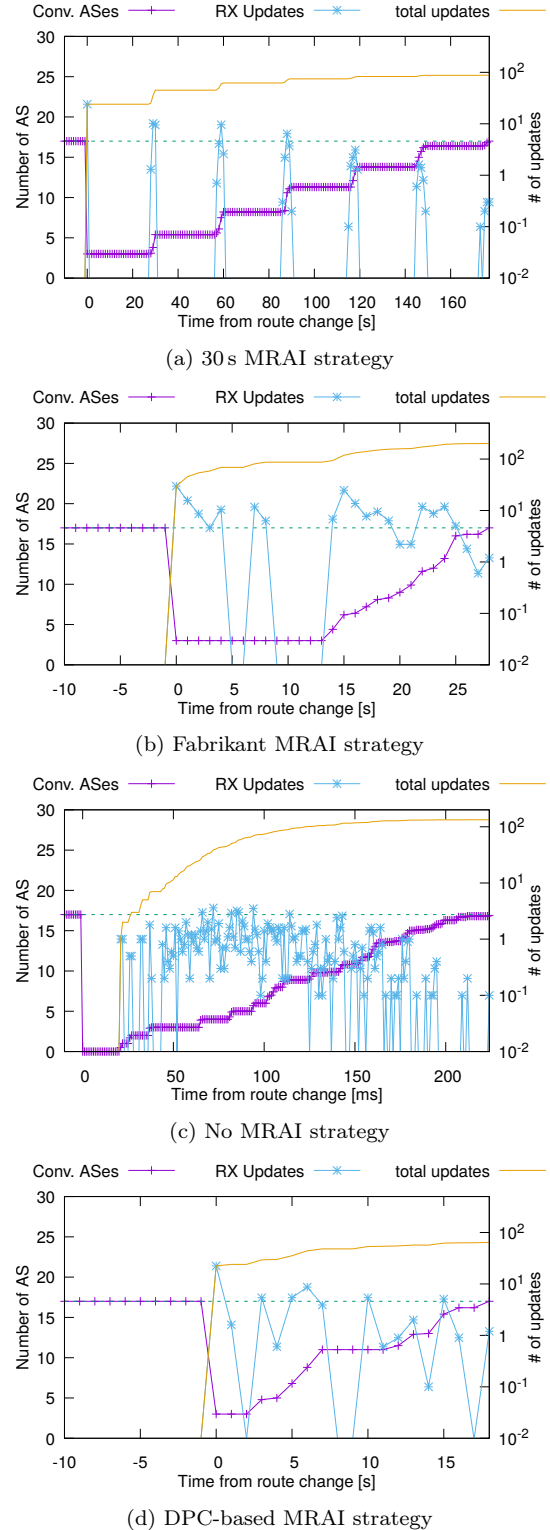 Conv. ASes RX Updates total updates
30
25
20
15
10
5
0
Number of AS
10²
10
1
10⁻¹
10⁻²
# of updates
0 20 40 60 80 100 120 140 160
Time from route change [s]
(a) 30 s MRAI strategy
Conv. ASes RX Updates total updates
30
25
20
15
10
5
0
Number of AS
10²
10
1
10⁻¹
10⁻²
# of updates
-10 -5 0 5 10 15 20 25
Time from route change [s]
(b) Fabrikant MRAI strategy
Conv. ASes RX Updates total updates
30
25
20
15
10
5
0
Number of AS
10²
10
1
10⁻¹
10⁻²
# of updates
0 50 100 150 200
Time from route change [ms]
(c) No MRAI strategy
Conv. ASes RX Updates total updates
30
25
20
15
10
5
0
Number of AS
10²
10
1
10⁻¹
10⁻²
# of updates
-10 -5 0 5 10 15
Time from route change [s]
(d) DPC-based MRAI strategy